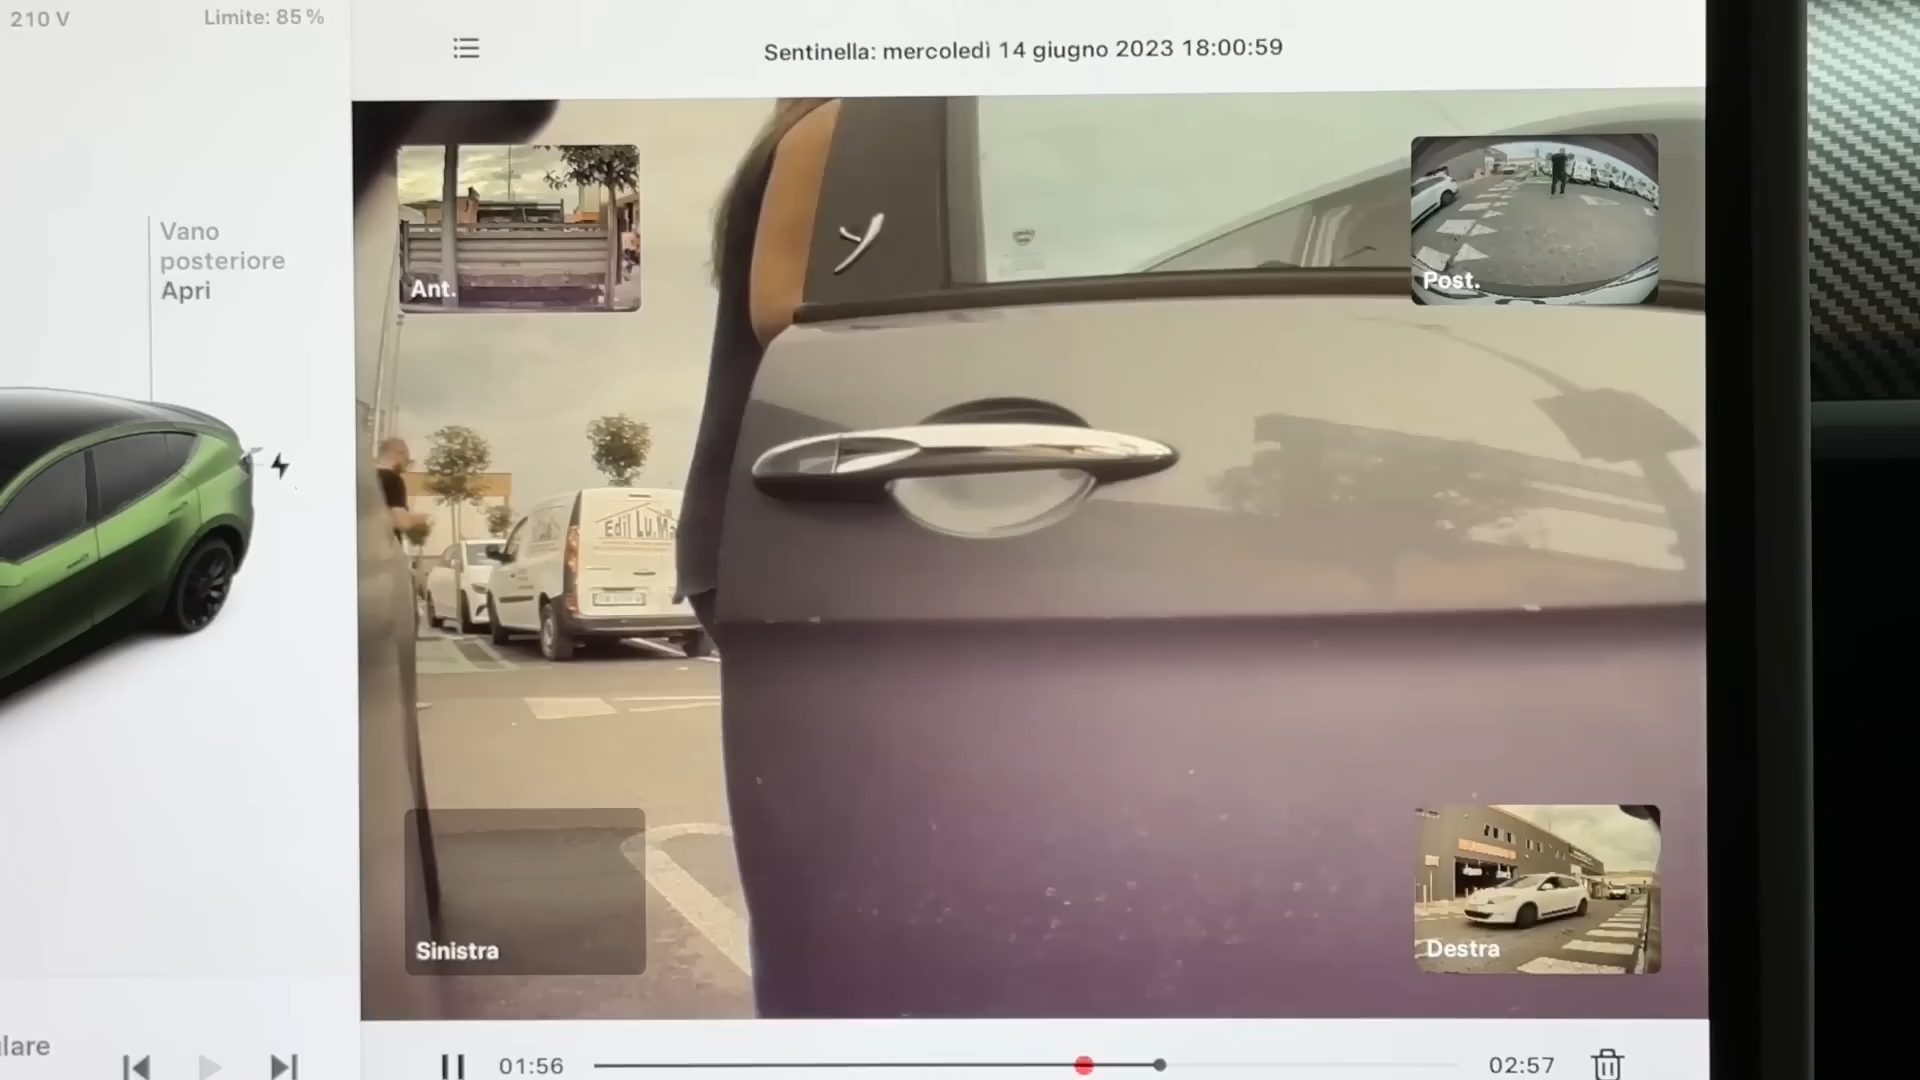 210 V
Limite: 85 %
Sentinella: mercoledì 14 giugno 2023 18:00:59
Vano
posteriore
Apri
Ant.
Post.
Edil Lu.M
Sinistra
Destra
lare
01:56
02:57